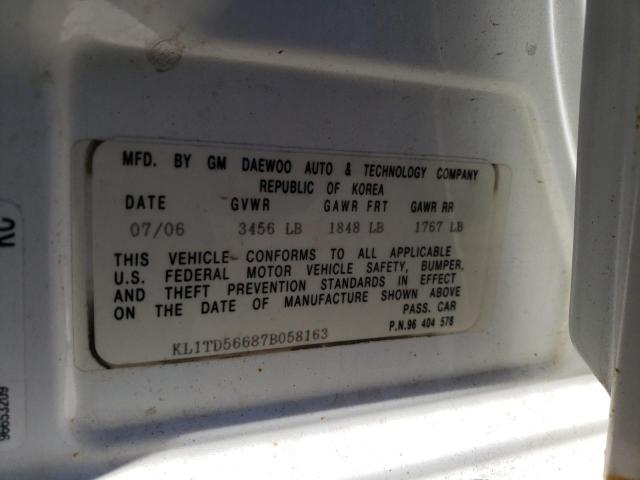 MFD. BY GM DAEWOO AUTO & TECHNOLOGY COMPANY
REPUBLIC OF KOREA
DATE GVWR GAWR FRT GAWR RR
07/06 3456 LB 1848 LB 1767 LB
THIS VEHICLE CONFORMS TO ALL APPLICABLE
U.S. FEDERAL MOTOR VEHICLE SAFETY, BUMPER,
AND THEFT PREVENTION STANDARDS IN EFFECT
ON THE DATE OF MANUFACTURE SHOWN ABOVE
PASS. CAR
P.N.96 404 578
KL1TD56687B058163
KC
96653209